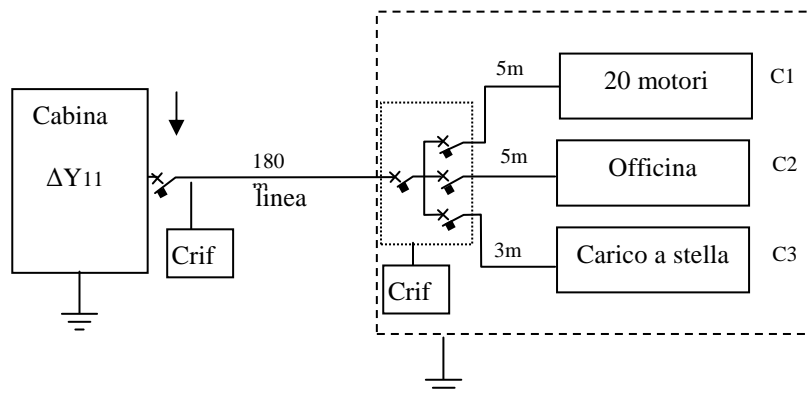 Cabina
ΔY11
180
m
linea
Crif
Crif
5m
20 motori
C1
5m
Officina
C2
3m
Carico a stella
C3